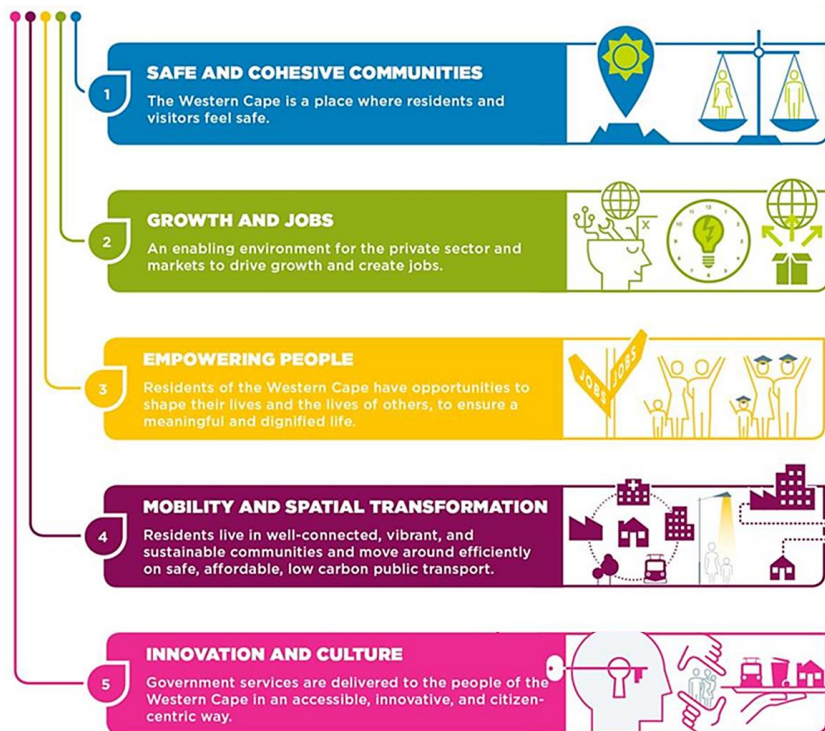 1
SAFE AND COHESIVE COMMUNITIES
The Western Cape is a place where residents and
visitors feel safe.
2
GROWTH AND JOBS
An enabling environment for the private sector and
markets to drive growth and create jobs.
3
EMPOWERING PEOPLE
Residents of the Western Cape have opportunities to
shape their lives and the lives of others, to ensure a
meaningful and dignified life.
JOBS
JOBS
4
MOBILITY AND SPATIAL TRANSFORMATION
Residents live in well-connected, vibrant, and
sustainable communities and move around efficiently
on safe, affordable, low carbon public transport.
5
INNOVATION AND CULTURE
Government services are delivered to the people of the
Western Cape in an accessible, innovative, and citizen-
centric way.